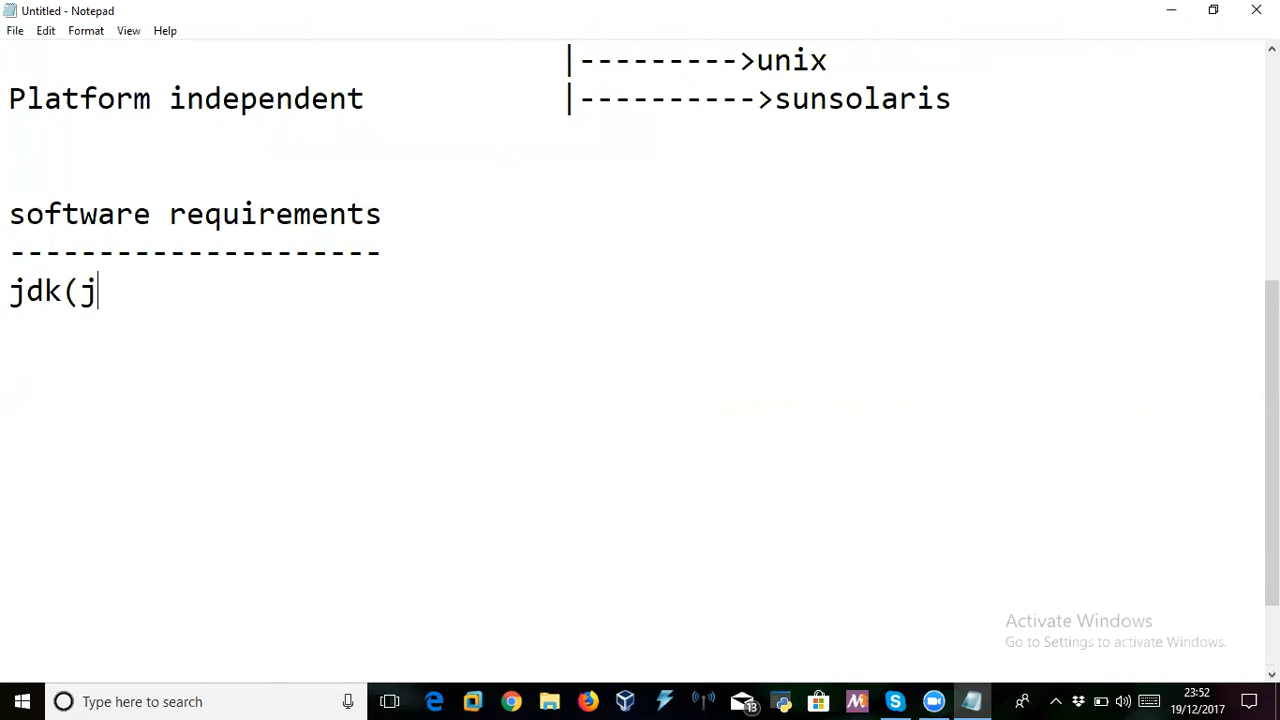 Untitled - Notepad
File Edit Format View Help
|--------->unix
Platform independent |---------->sunsolaris
software requirements
---------------------
jdk(j
Activate Windows
Go to Settings to activate Windows.
Type here to search
13
23:52
19/12/2017